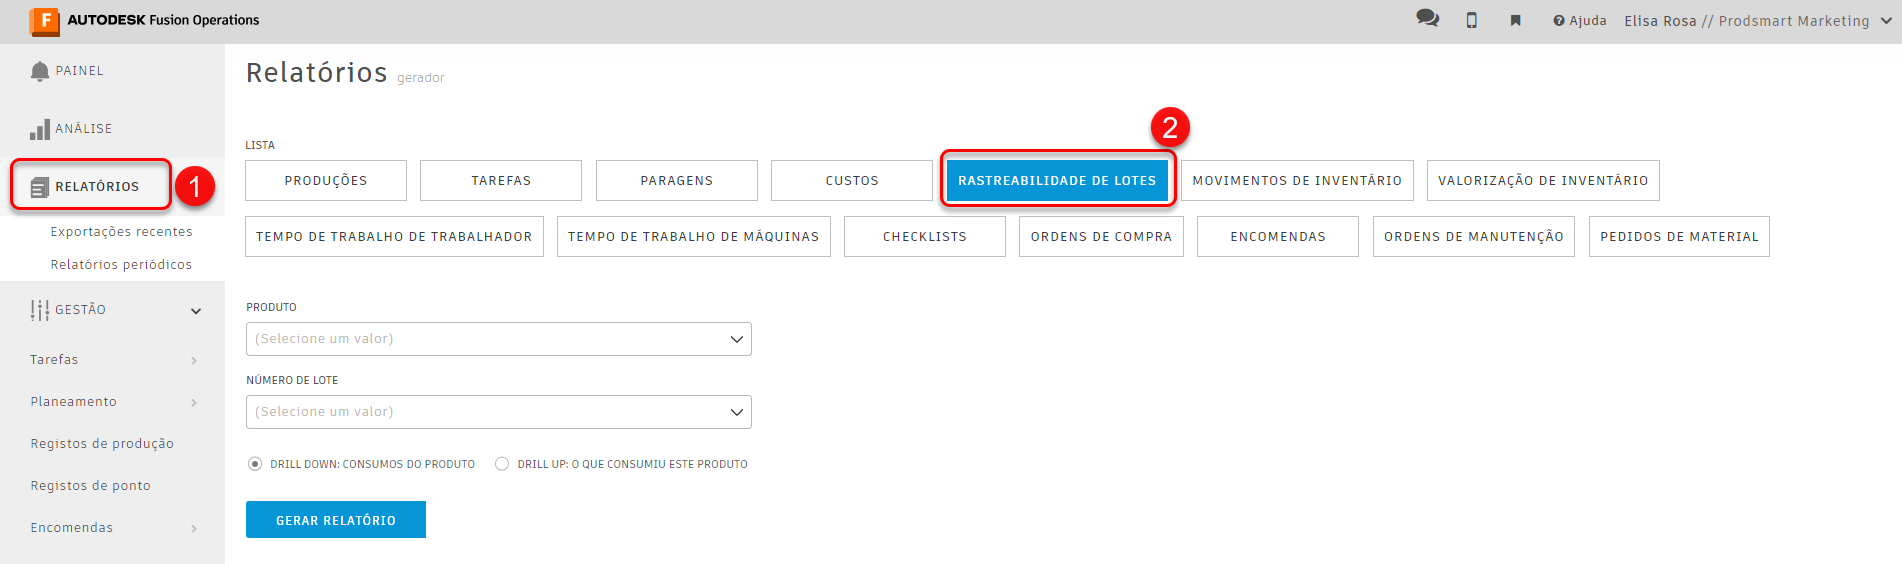 F AUTODESK Fusion Operations
Ajuda Elisa Rosa // Prodsmart Marketing
PAINEL
ANÁLISE
RELATÓRIOS
1
Exportações recentes
Relatórios periódicos
GESTÃO
Tarefas
Planeamento
Registos de produção
Registos de ponto
Encomendas
Relatórios gerador
2
LISTA
PRODUÇÕES TAREFAS PARAGENS CUSTOS RASTREABILIDADE DE LOTES MOVIMENTOS DE INVENTÁRIO VALORIZAÇÃO DE INVENTÁRIO
TEMPO DE TRABALHO DE TRABALHADOR TEMPO DE TRABALHO DE MÁQUINAS CHECKLISTS ORDENS DE COMPRA ENCOMENDAS ORDENS DE MANUTENÇÃO PEDIDOS DE MATERIAL
PRODUTO
(Selecione um valor)
NÚMERO DE LOTE
(Selecione um valor)
DRILL DOWN: CONSUMOS DO PRODUTO DRILL UP: O QUE CONSUMIU ESTE PRODUTO
GERAR RELATÓRIO